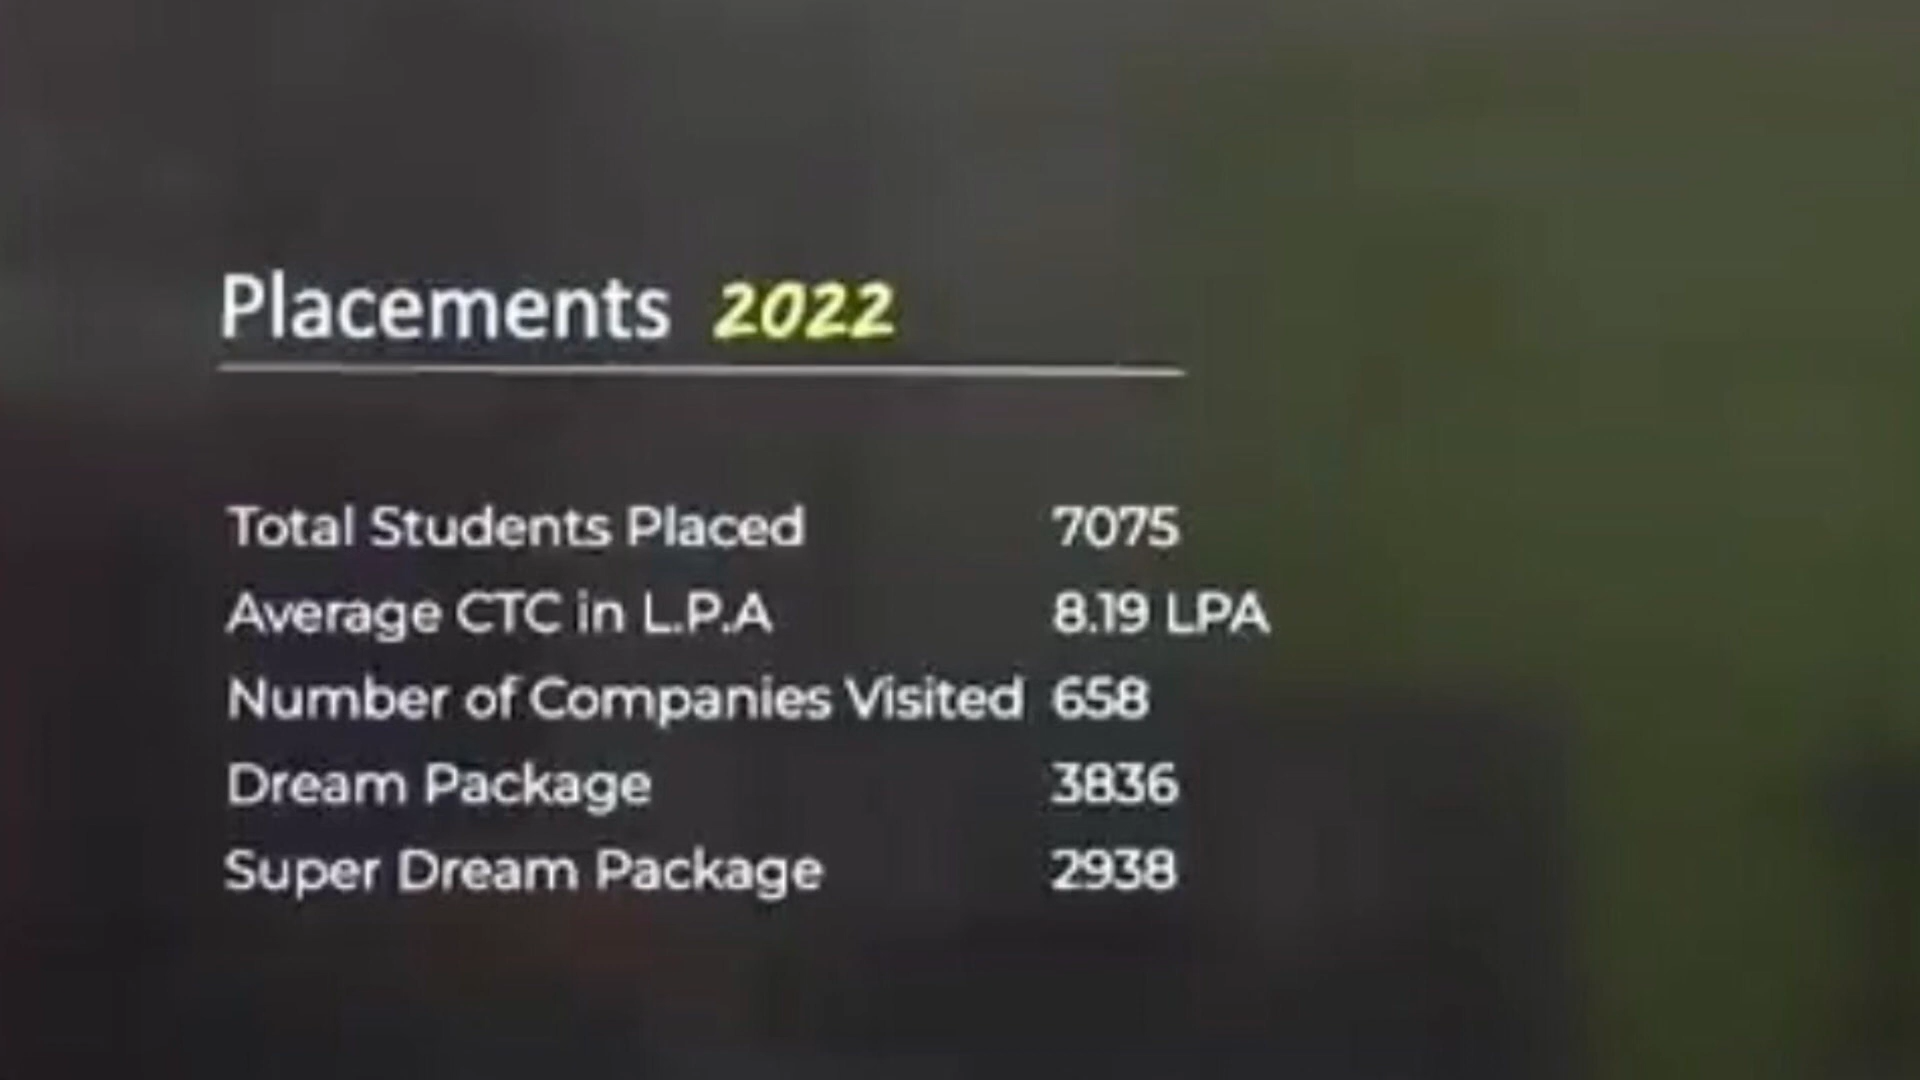 Placements 2022
Total Students Placed 7075
Average CTC in L.P.A 8.19 LPA
Number of Companies Visited 658
Dream Package 3836
Super Dream Package 2938